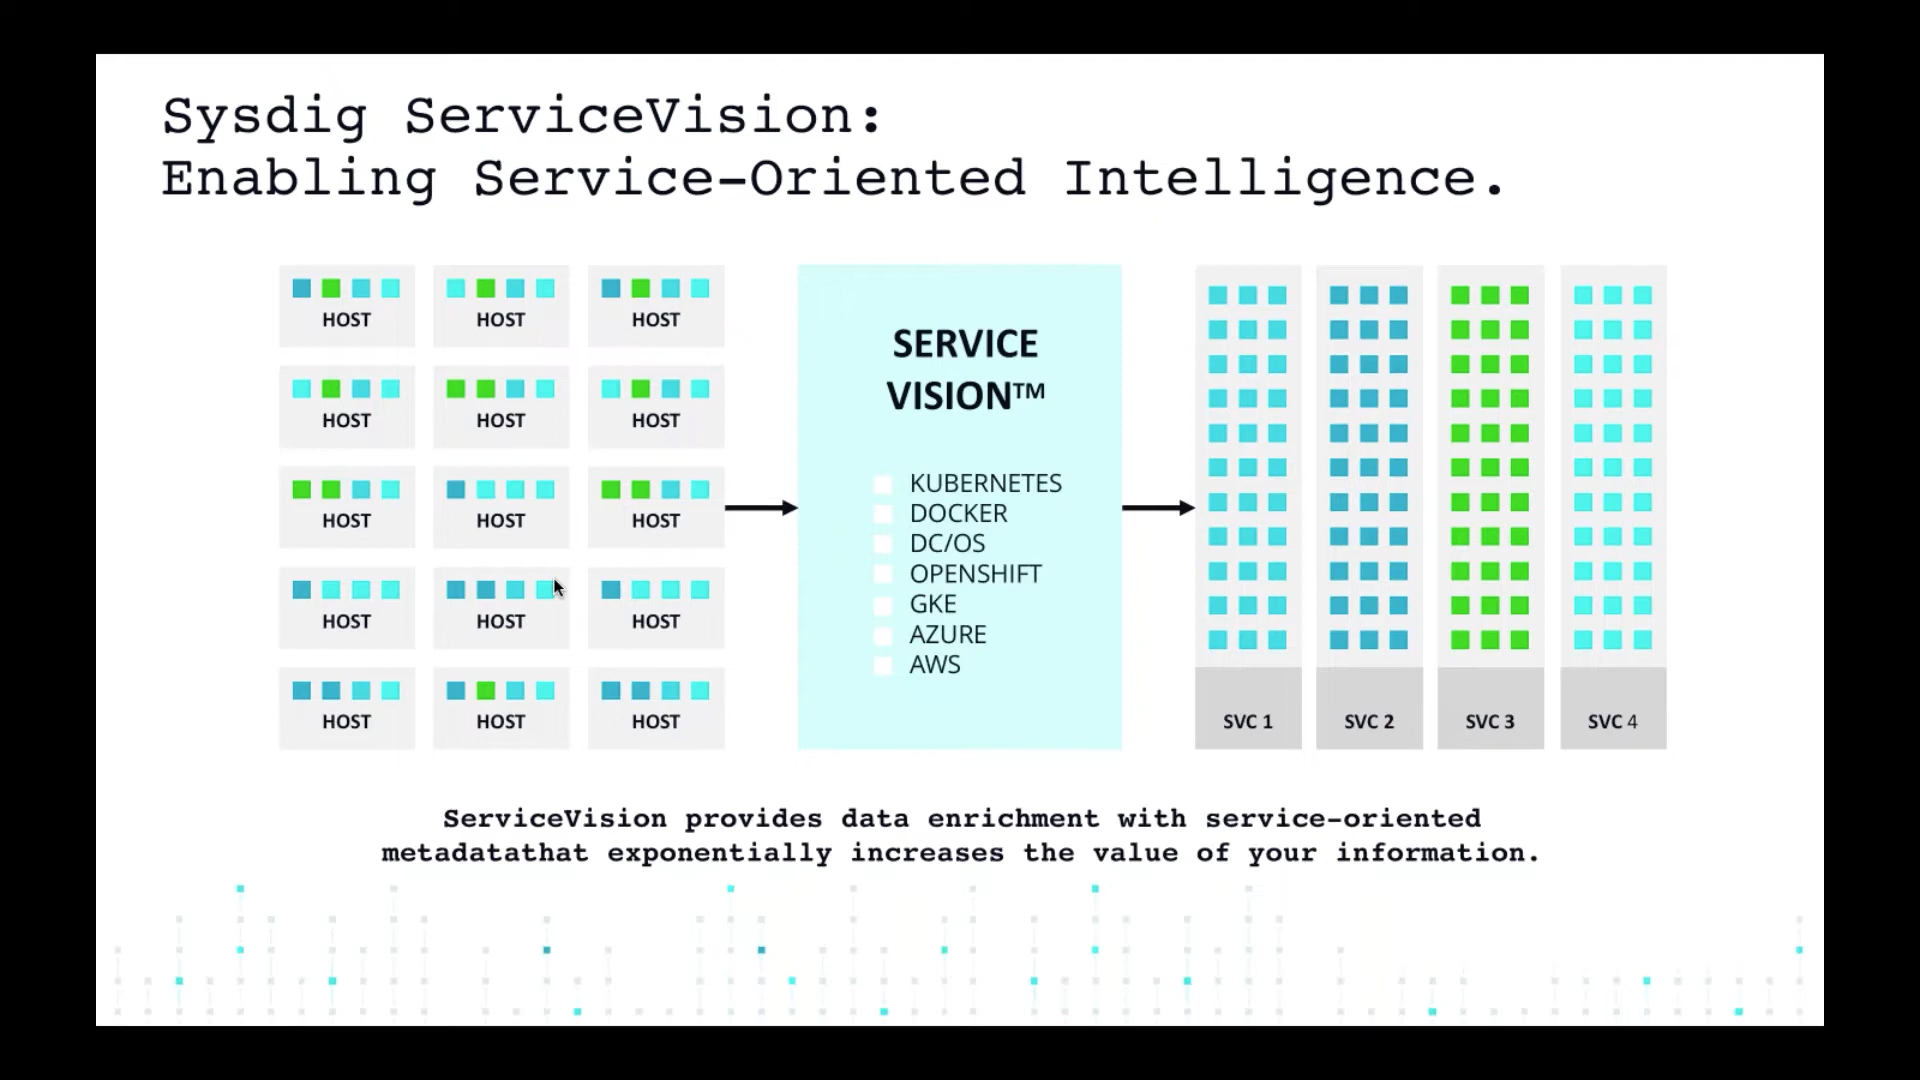 Sysdig ServiceVision:
Enabling Service-Oriented Intelligence.
HOST HOST HOST
HOST HOST HOST
HOST HOST HOST
HOST HOST HOST
HOST HOST HOST
SERVICE
VISION™
KUBERNETES
DOCKER
DC/OS
OPENSHIFT
GKE
AZURE
AWS
SVC 1 SVC 2 SVC 3 SVC 4
ServiceVision provides data enrichment with service-oriented
metadatathat exponentially increases the value of your information.